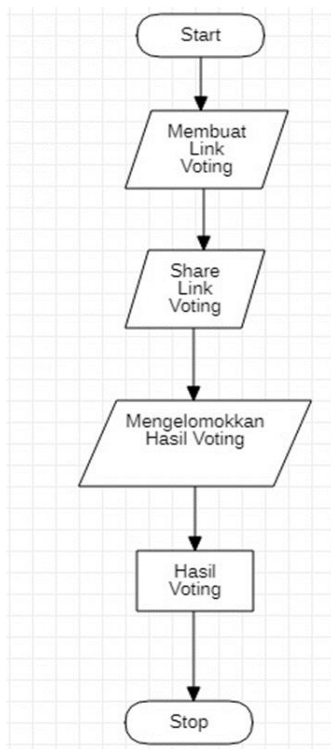 Start
Membuat
Link
Voting
Share
Link
Voting
Mengelomokkan
Hasil Voting
Hasil
Voting
Stop